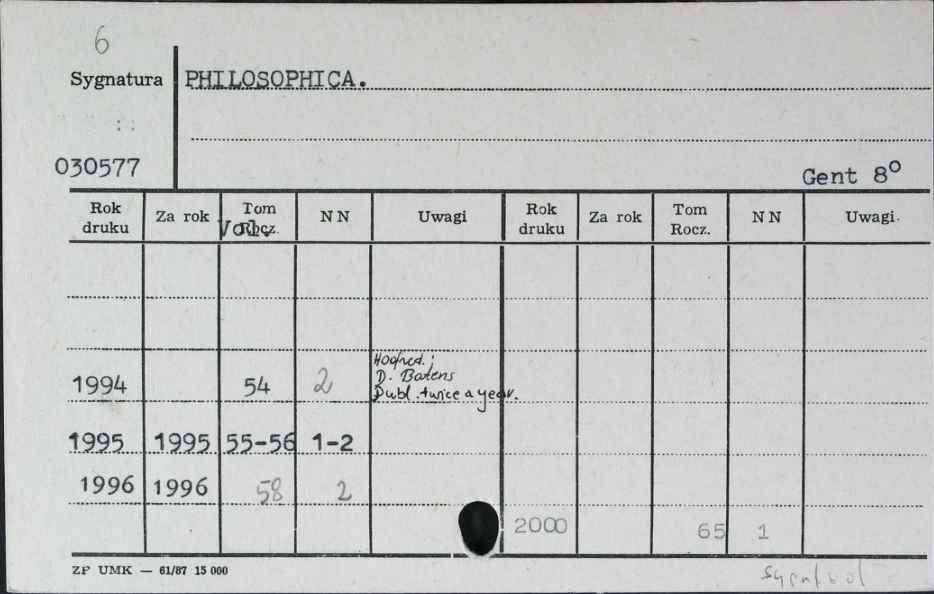 6
Sygnatura PHILOSOPHICA.
030577
Gent 8°
Rok druku Za rok Tom Rocz. Vol. NN Uwagi Rok druku Za rok Tom Rocz. NN Uwagi
1994 54 2 Hoofred.:
D. Batens
Publ. twice a year.
1995 1995 55-56 1-2
1996 1996 58 2
2000 65 1
ZP UMK — 61/87 15 000